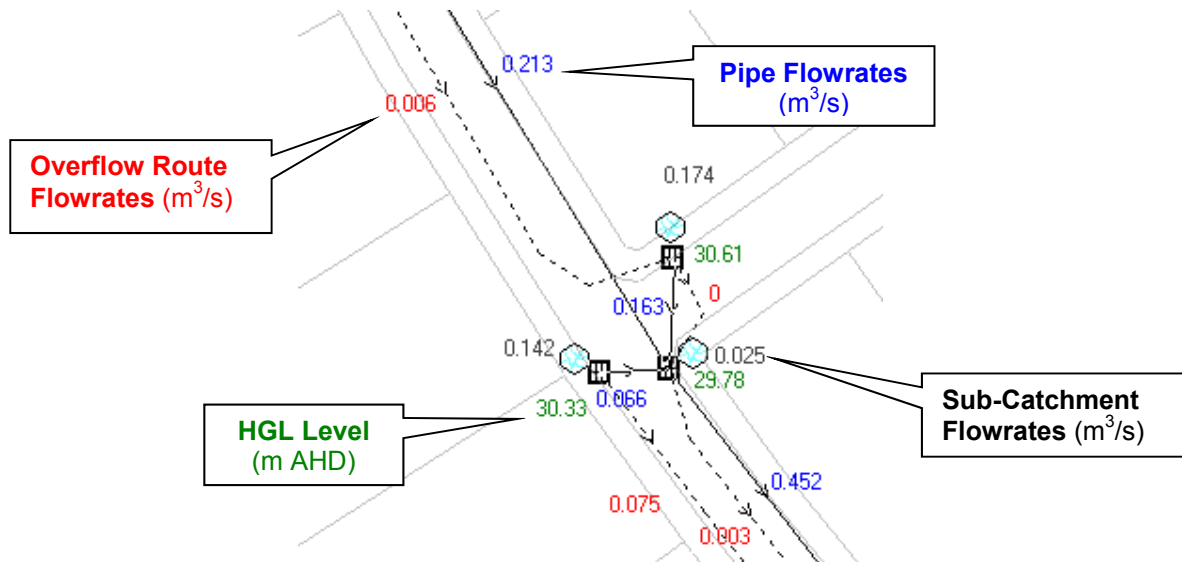 0.213
Pipe Flowrates
(m³/s)
0.006
Overflow Route
Flowrates (m³/s)
0.174
30.61
0
0.163
0.142
0.025
29.78
0.066
30.33
HGL Level
(m AHD)
Sub-Catchment
Flowrates (m³/s)
0.452
0.075
0.003